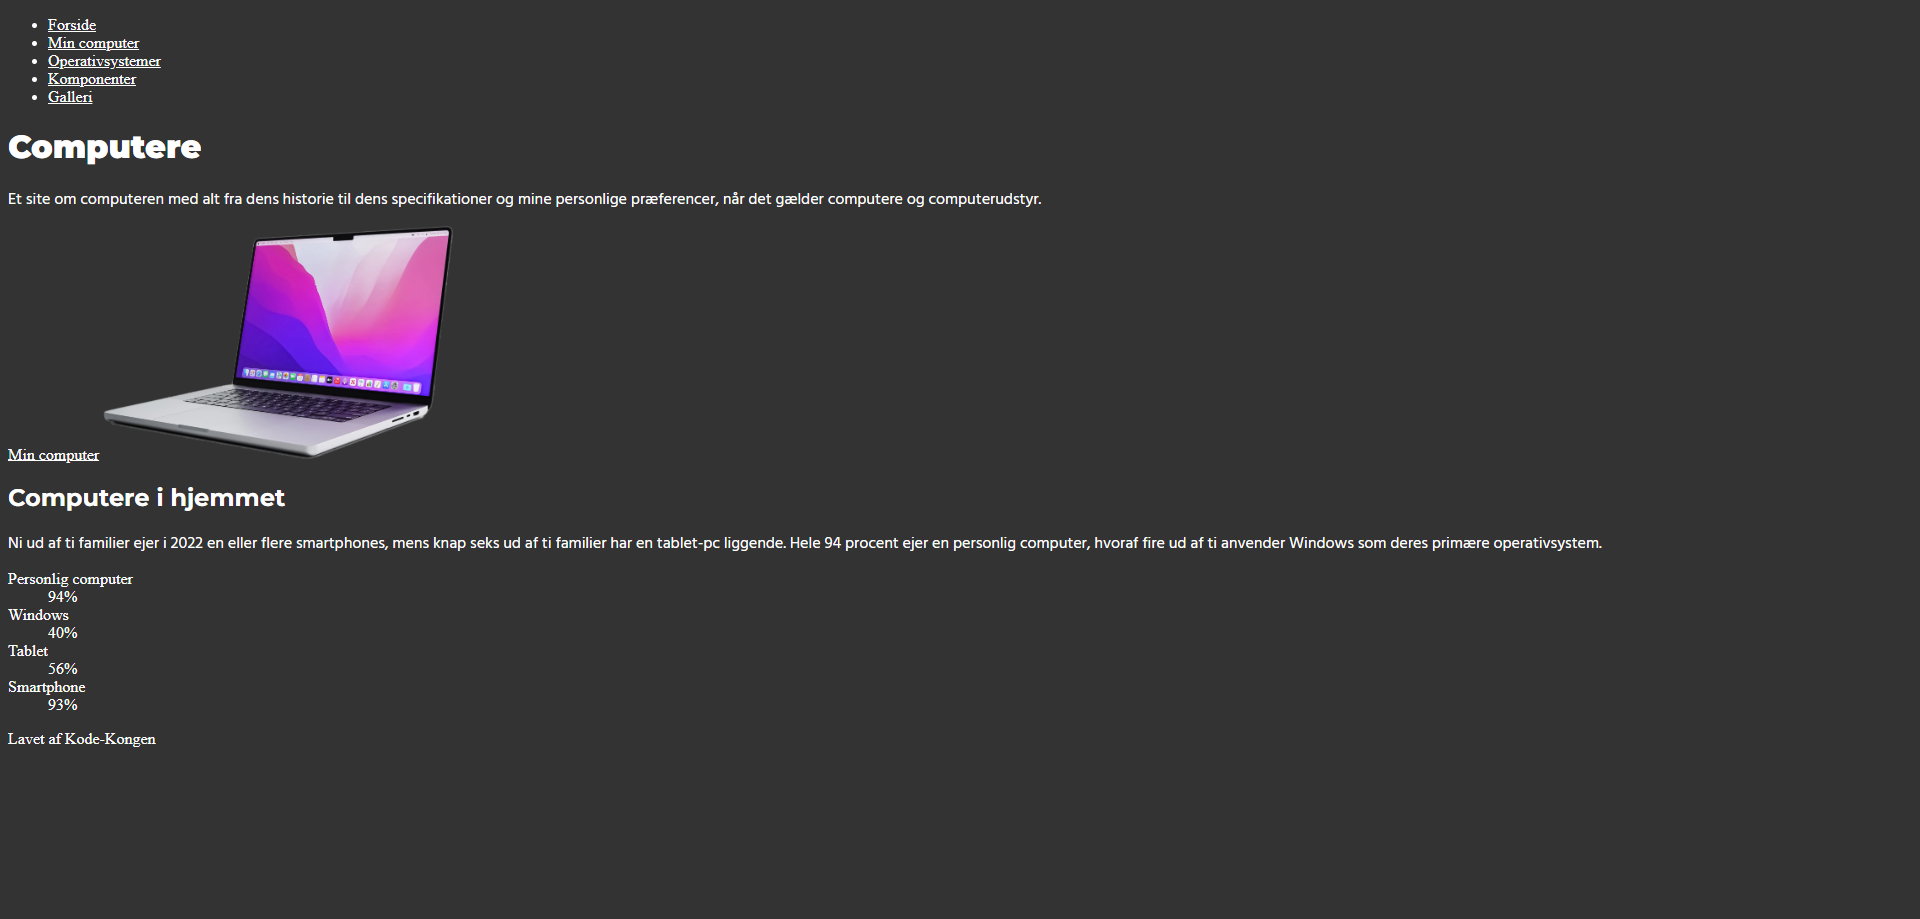 Forside
Min computer
Operativsystemer
Komponenter
Galleri
Computere
Et site om computeren med alt fra dens historie til dens specifikationer og mine personlige præferencer, når det gælder computere og computerudstyr.
Min computer
Computere i hjemmet
Ni ud af ti familier ejer i 2022 en eller flere smartphones, mens knap seks ud af ti familier har en tablet-pc liggende. Hele 94 procent ejer en personlig computer, hvoraf fire ud af ti anvender Windows som deres primære operativsystem.
Personlig computer
94%
Windows
40%
Tablet
56%
Smartphone
93%
Lavet af Kode-Kongen